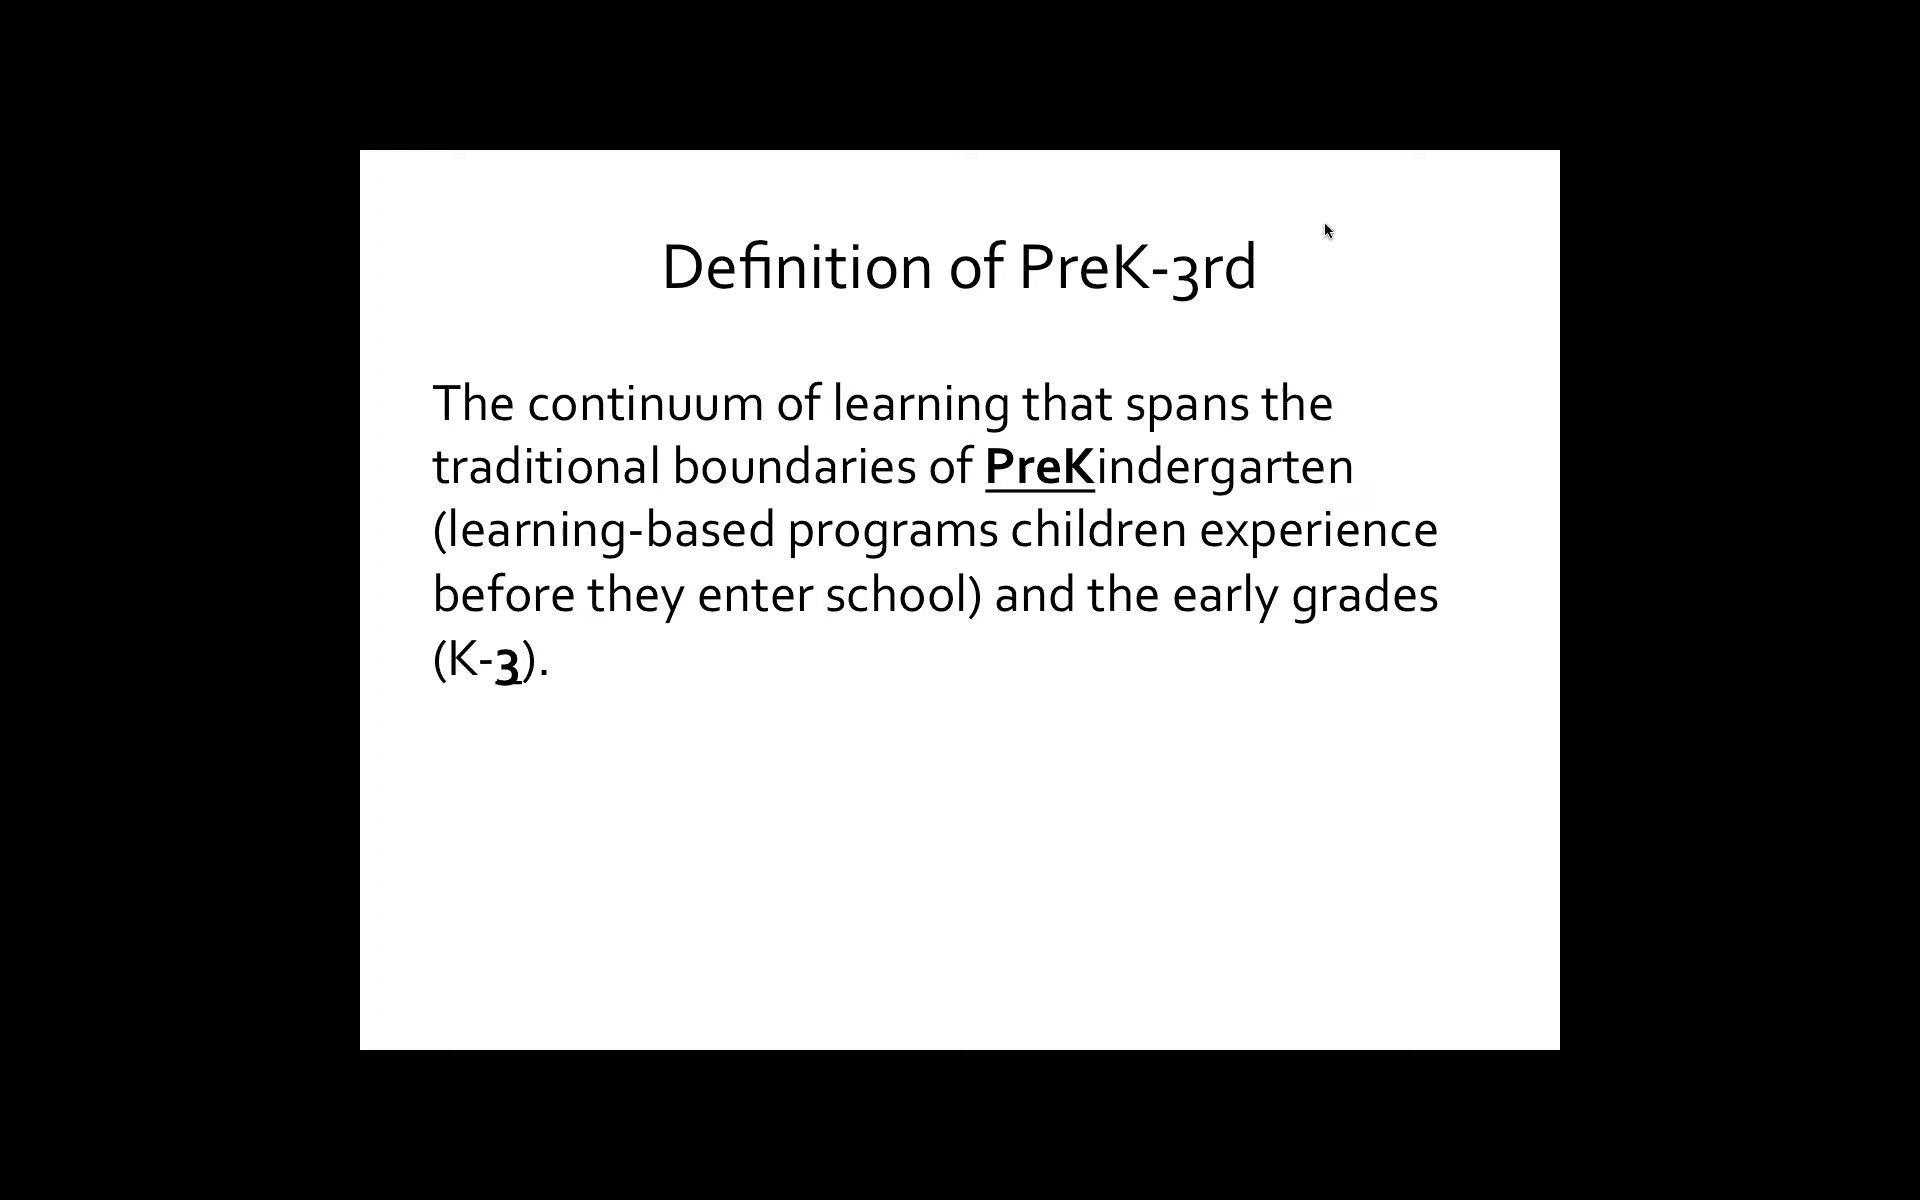 Definition of PreK-3rd
The continuum of learning that spans the
traditional boundaries of PreKindergarten
(learning-based programs children experience
before they enter school) and the early grades
(K-3).